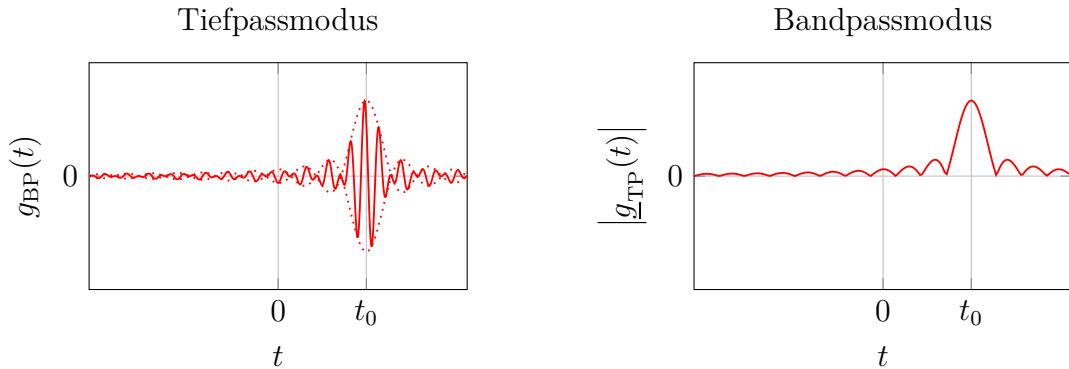 Tiefpassmodus
g_BP(t)
0
0
t_0
t
Bandpassmodus
|g_TP(t)|
0
0
t_0
t